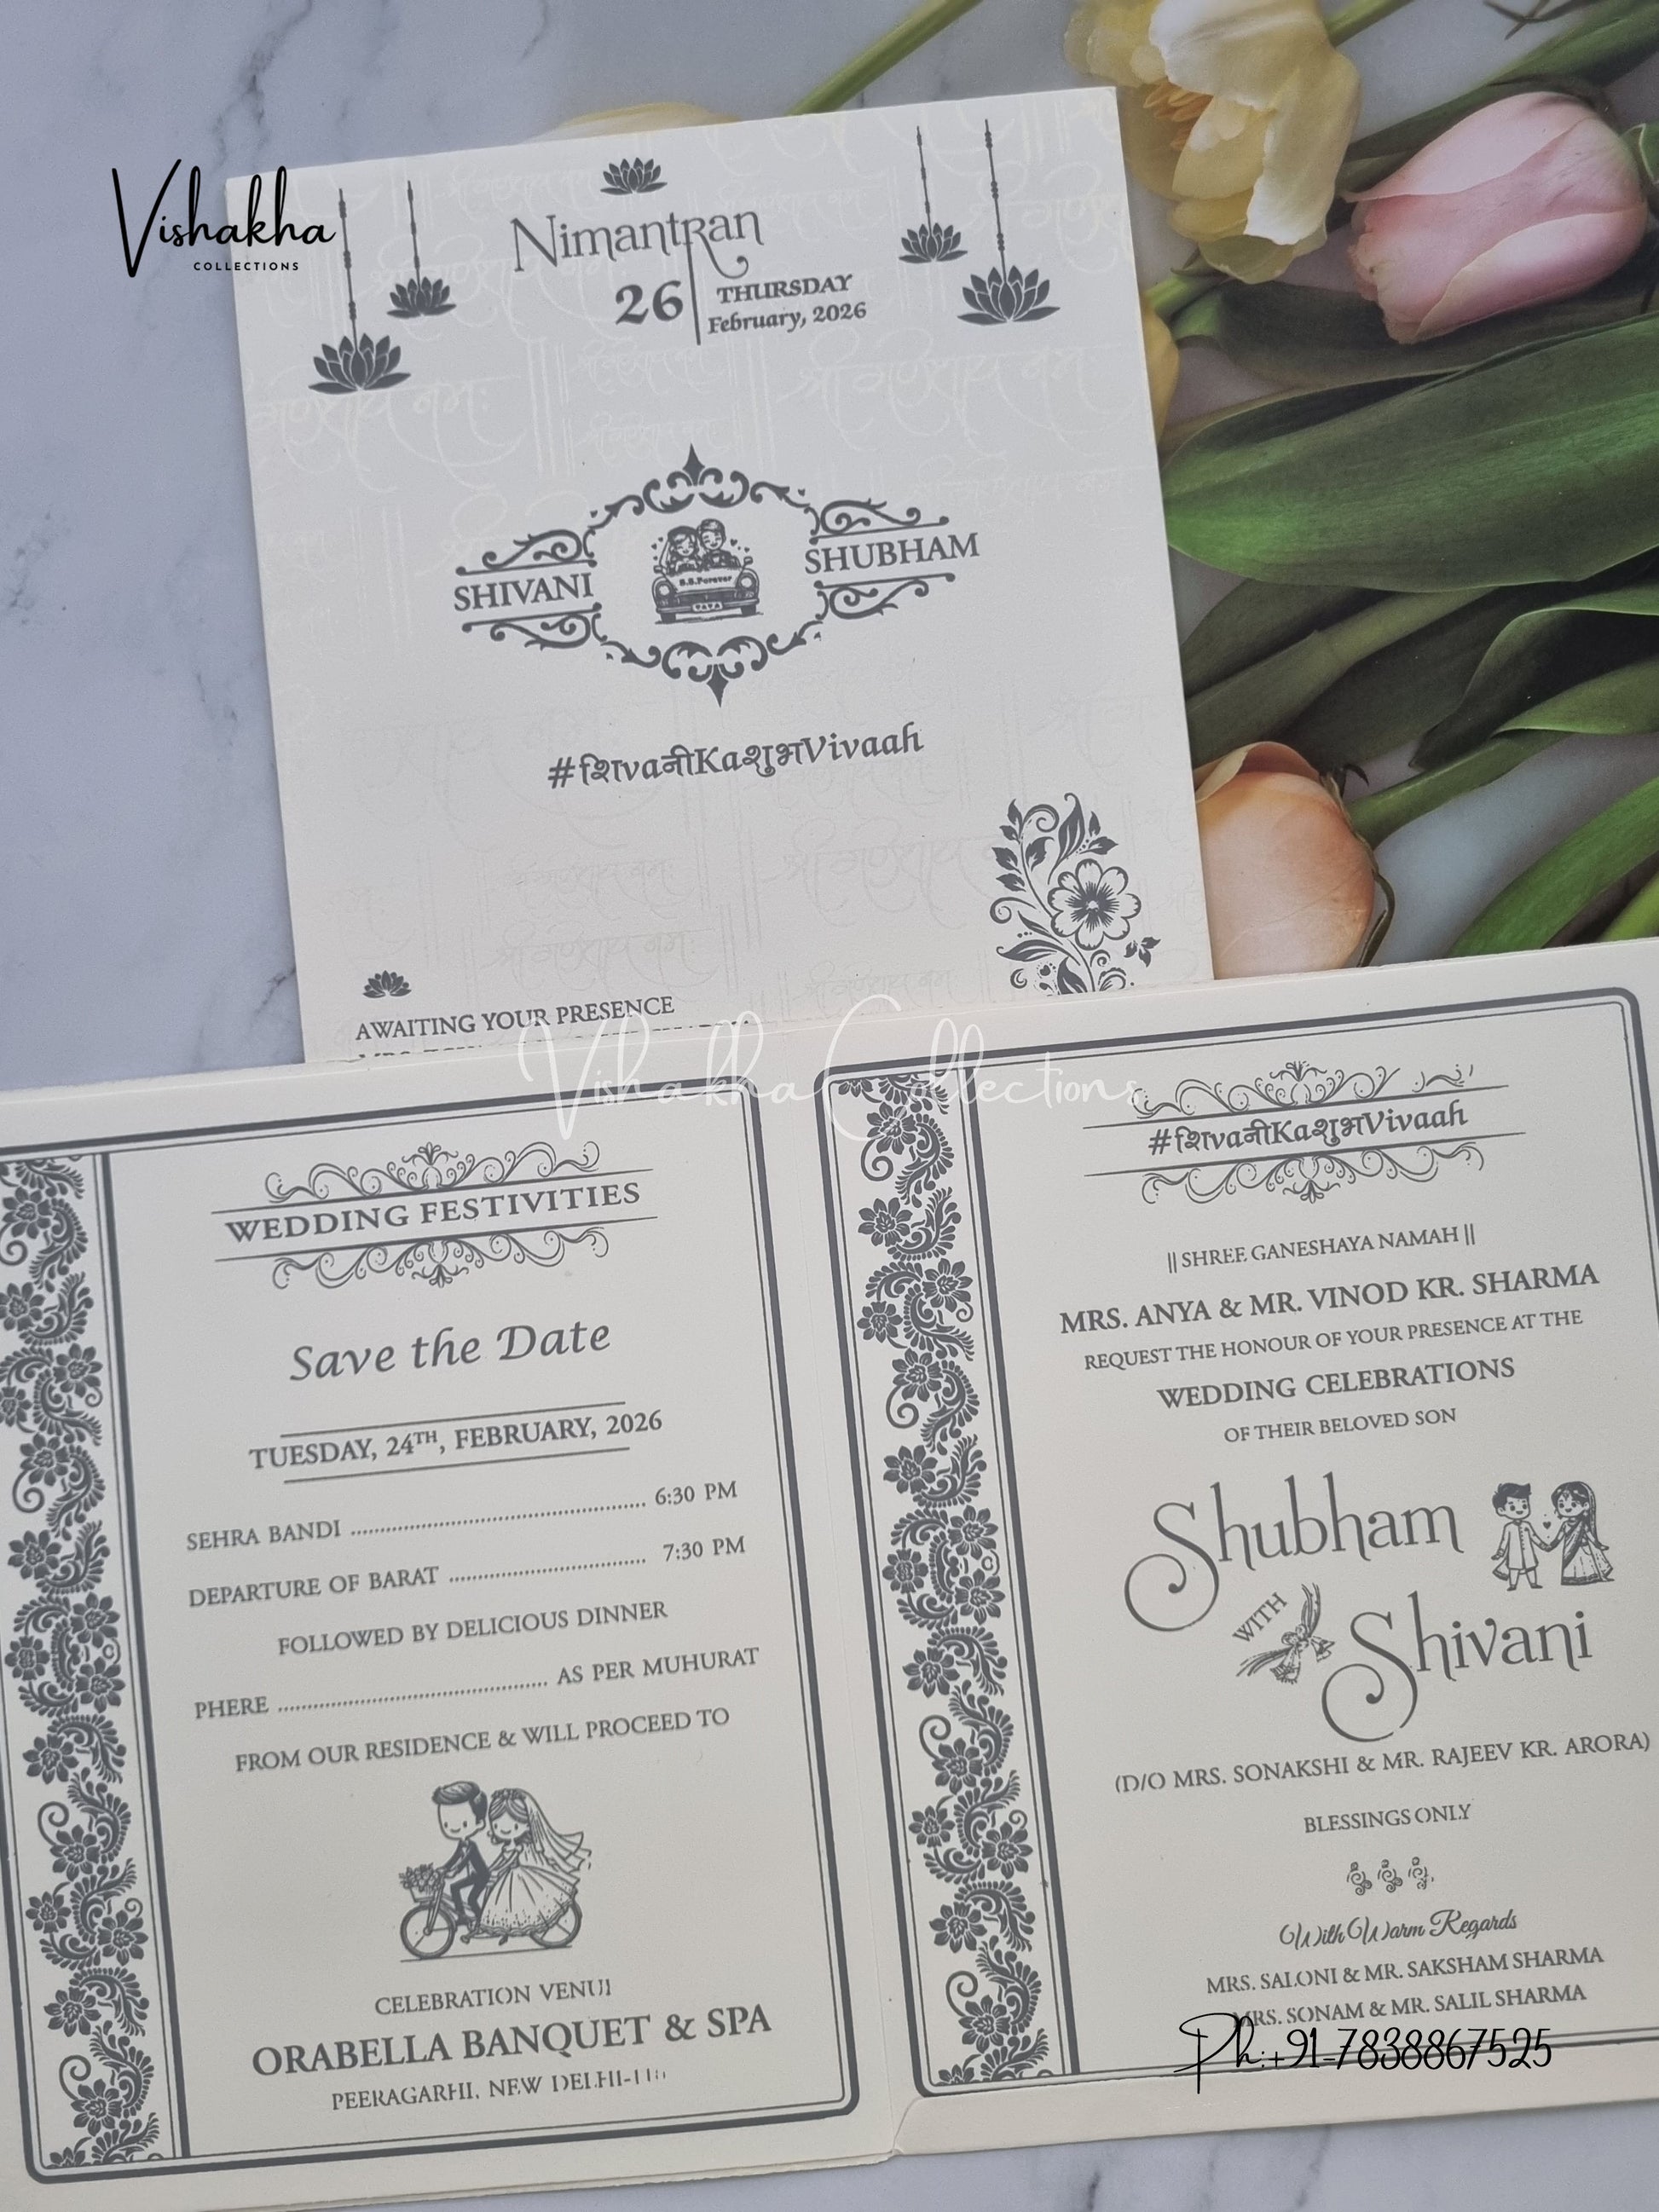 Vishakha
COLLECTIONS
Nimantran
26
THURSDAY
February, 2026
SHIVANI
S.S.Forever
SHUBHAM
#शिvaनीKaशुभVivaah
AWAITING YOUR PRESENCE
Vishakha Collections
WEDDING FESTIVITIES
Save the Date
TUESDAY, 24TH, FEBRUARY, 2026
SEHRA BANDI ........................................ 6:30 PM
DEPARTURE OF BARAT ........................... 7:30 PM
FOLLOWED BY DELICIOUS DINNER
PHERE ..................................... AS PER MUHURAT
FROM OUR RESIDENCE & WILL PROCEED TO
CELEBRATION VENUE
ORABELLA BANQUET & SPA
PEERAGARHI, NEW DELHI-11
#शिvaनीKaशुभVivaah
|| SHREE GANESHAYA NAMAH ||
MRS. ANYA & MR. VINOD KR. SHARMA
REQUEST THE HONOUR OF YOUR PRESENCE AT THE
WEDDING CELEBRATIONS
OF THEIR BELOVED SON
Shubham
WITH
Shivani
(D/O MRS. SONAKSHI & MR. RAJEEV KR. ARORA)
BLESSINGS ONLY
With Warm Regards
MRS. SALONI & MR. SAKSHAM SHARMA
MRS. SONAM & MR. SALIL SHARMA
Ph:+91-7838867525